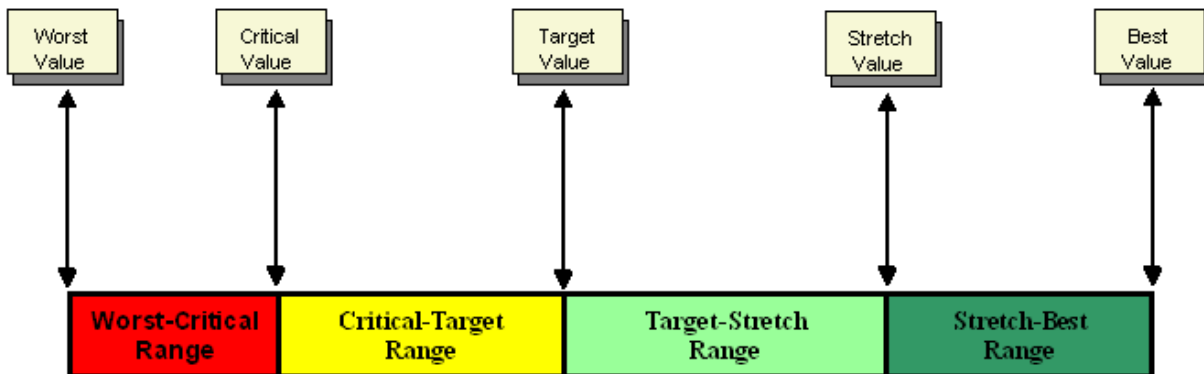 Worst
Value
Critical
Value
Target
Value
Stretch
Value
Best
Value
Worst-Critical
Range
Critical-Target
Range
Target-Stretch
Range
Stretch-Best
Range